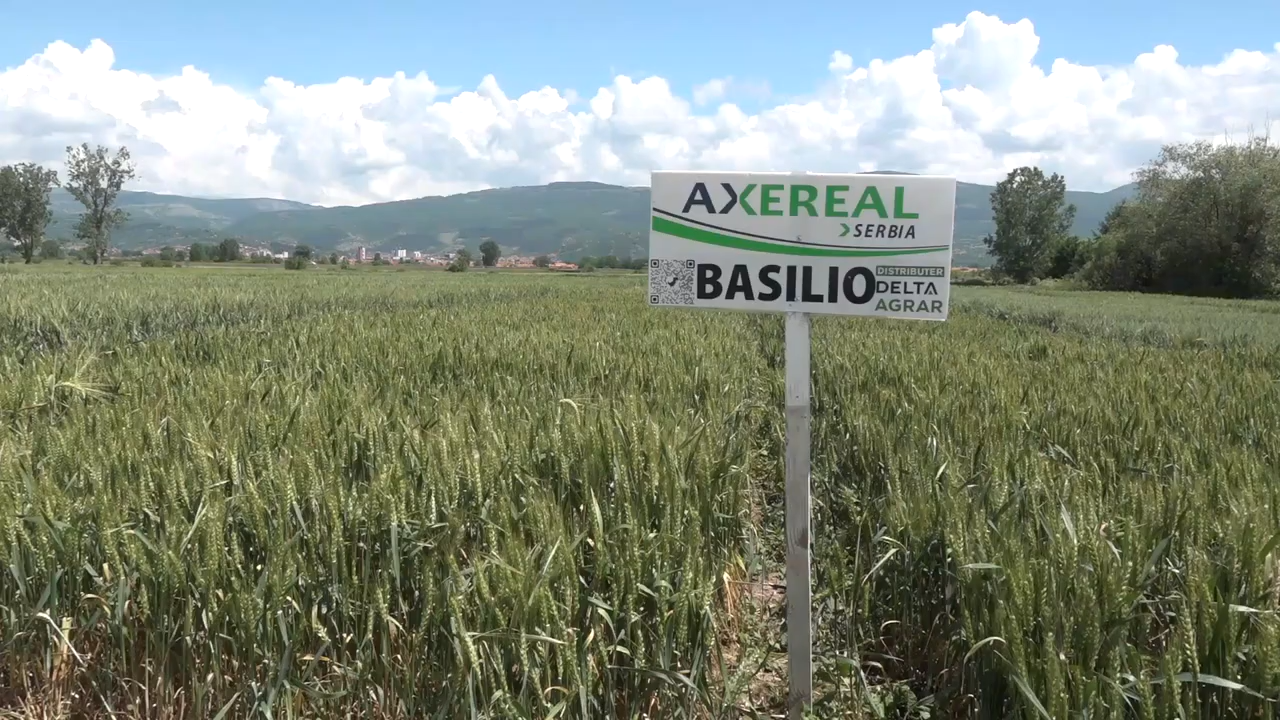 AXEREAL
SERBIA
BASILIO
DISTRIBUTER
DELTA
AGRAR